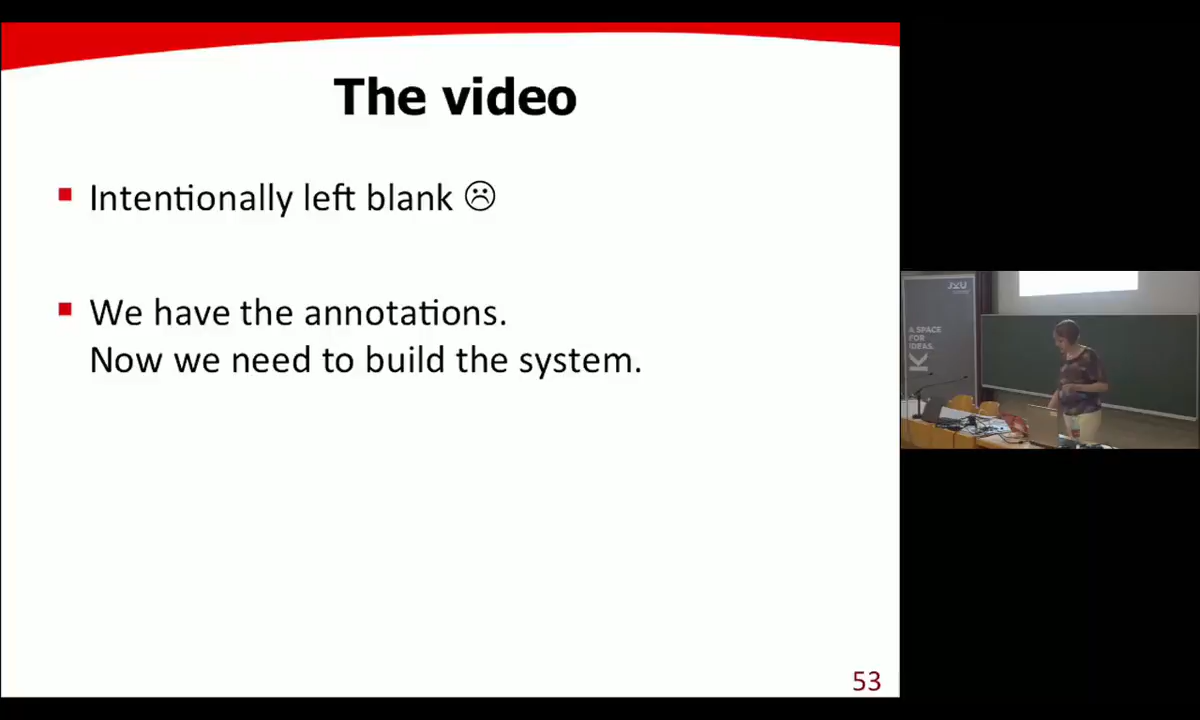 The video
Intentionally left blank ☹
We have the annotations.
Now we need to build the system.
53
JKU
A SPACE
FOR
IDEAS.